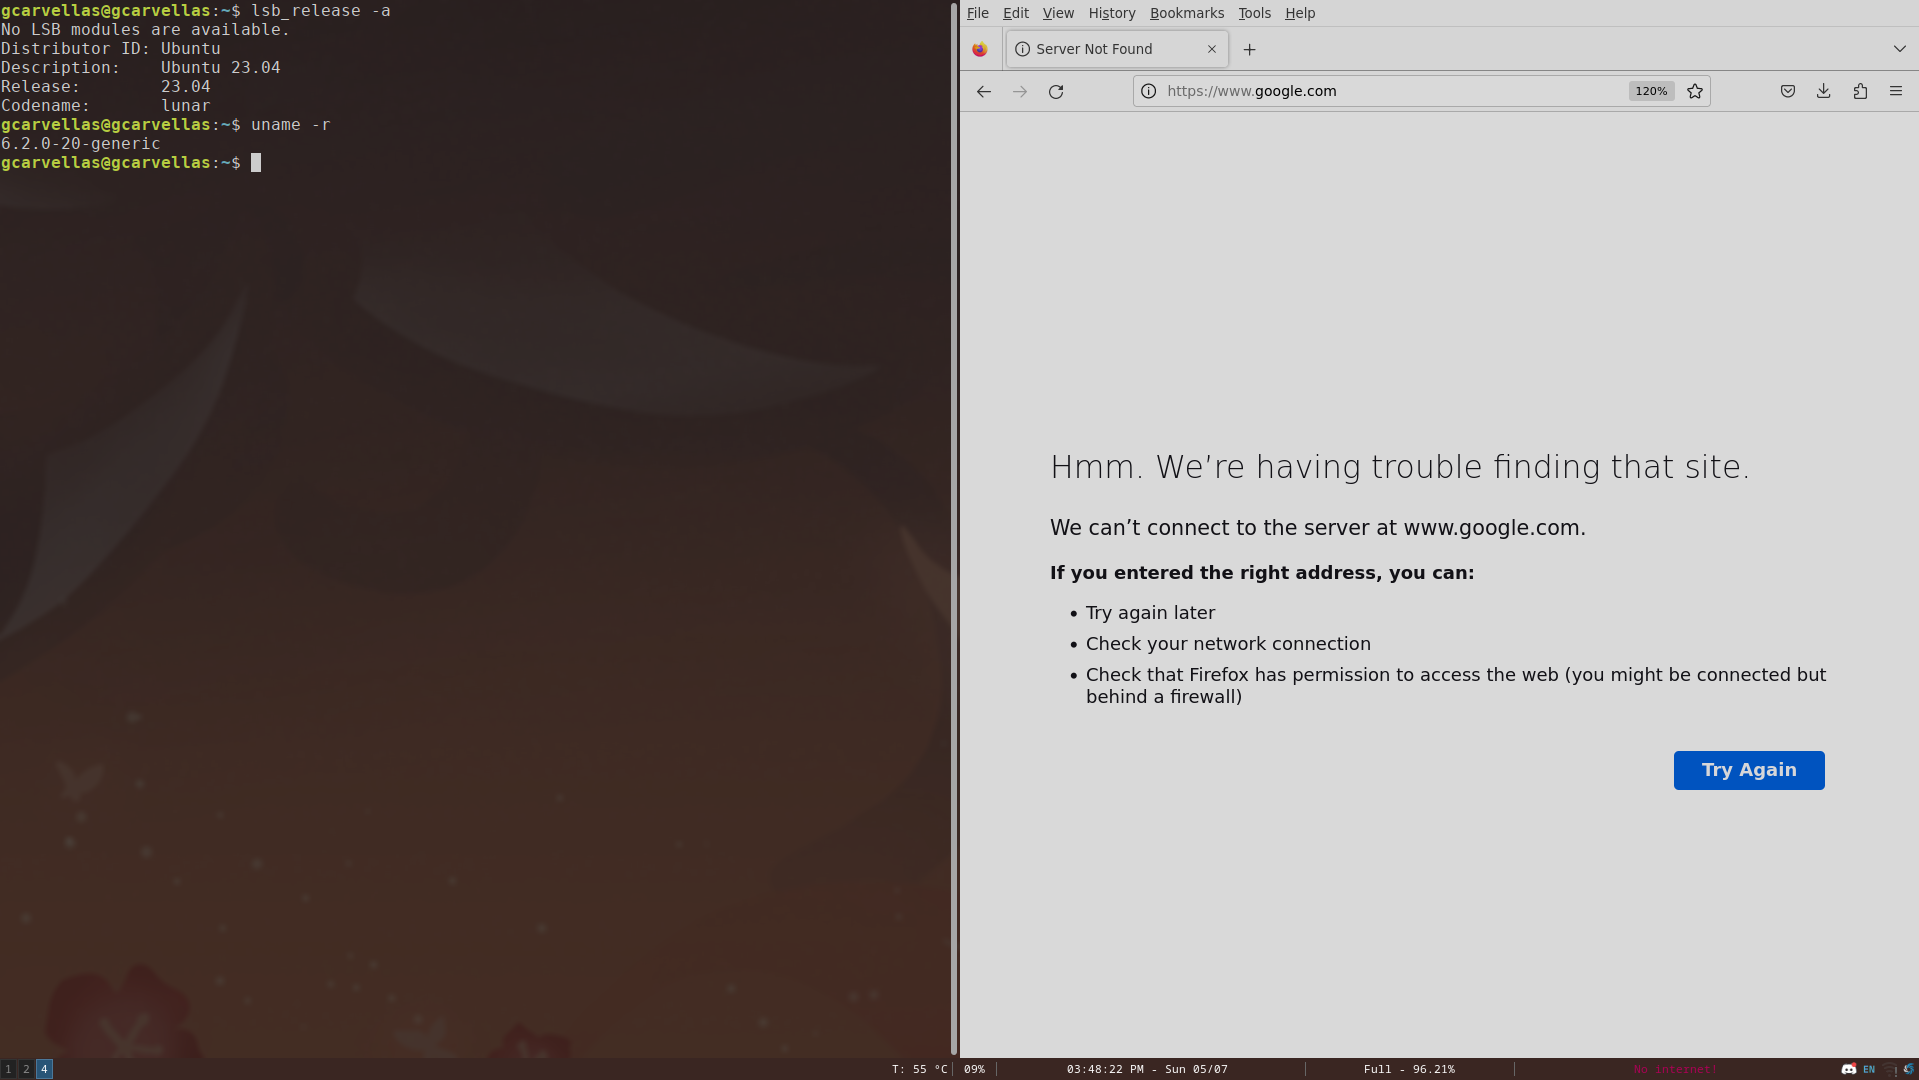 gcarvellas@gcarvellas:~$ lsb_release -a
No LSB modules are available.
Distributor ID: Ubuntu
Description:    Ubuntu 23.04
Release:        23.04
Codename:       lunar
gcarvellas@gcarvellas:~$ uname -r
6.2.0-20-generic
gcarvellas@gcarvellas:~$
File Edit View History Bookmarks Tools Help
Server Not Found
https://www.google.com 120%
Hmm. We're having trouble finding that site.
We can’t connect to the server at www.google.com.
If you entered the right address, you can:
• Try again later
• Check your network connection
• Check that Firefox has permission to access the web (you might be connected but
behind a firewall)
Try Again
1 2 4 T: 55 °C | 09% | 03:48:22 PM - Sun 05/07 | Full - 96.21% | No internet! EN